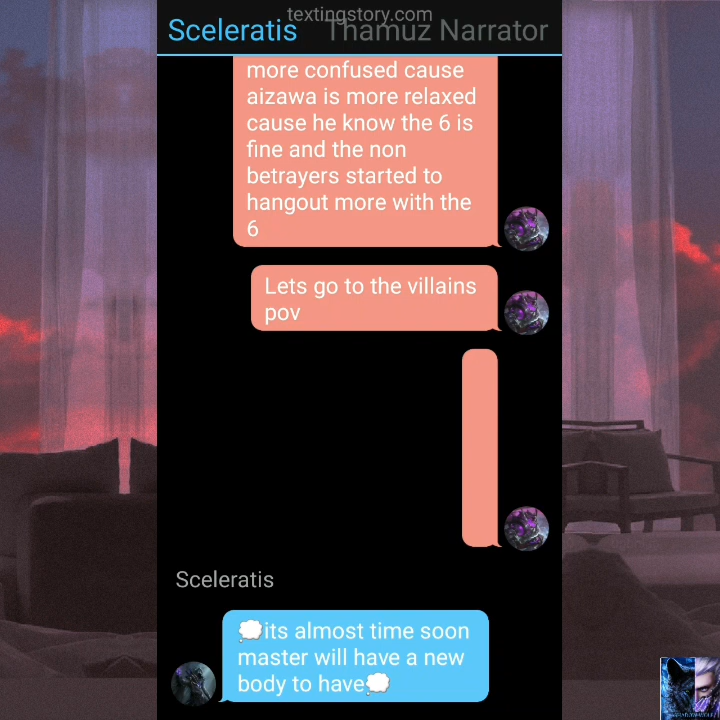 textingstory.com
Sceleratis Thamuz Narrator
more confused cause
aizawa is more relaxed
cause he know the 6 is
fine and the non
betrayers started to
hangout more with the
6
Lets go to the villains
pov
Sceleratis
💭its almost time soon
master will have a new
body to have💭